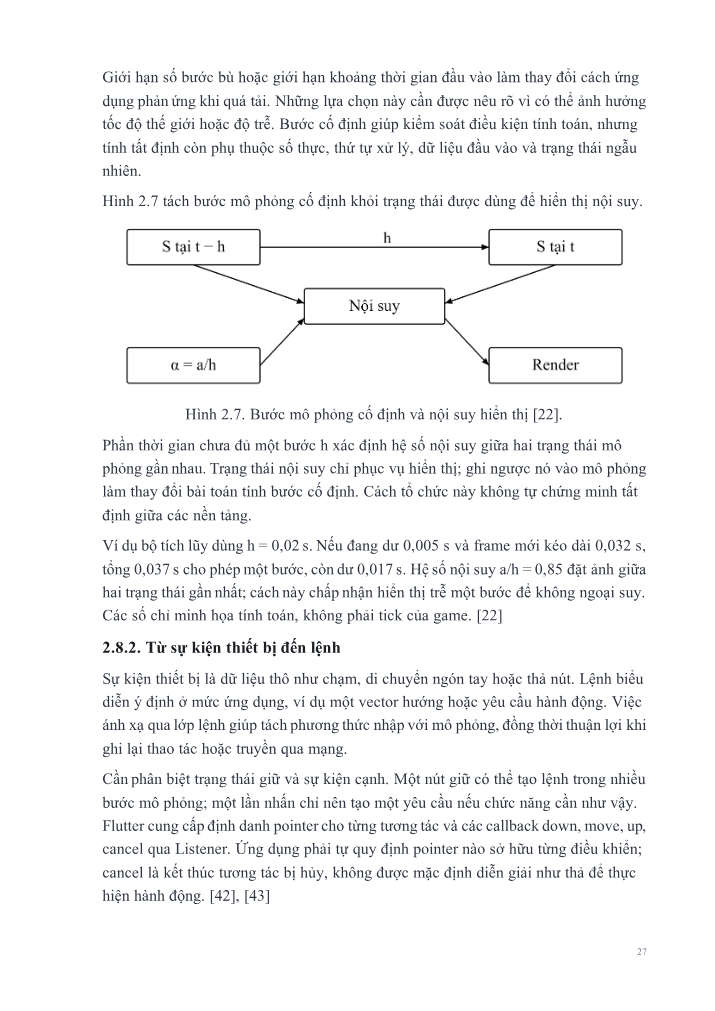 Giới hạn số bước bù hoặc giới hạn khoảng thời gian đầu vào làm thay đổi cách ứng
dụng phản ứng khi quá tải. Những lựa chọn này cần được nêu rõ vì có thể ảnh hưởng
tốc độ thế giới hoặc độ trễ. Bước cố định giúp kiểm soát điều kiện tính toán, nhưng
tính tất định còn phụ thuộc số thực, thứ tự xử lý, dữ liệu đầu vào và trạng thái ngẫu
nhiên.
Hình 2.7 tách bước mô phỏng cố định khỏi trạng thái được dùng để hiển thị nội suy.
S tại t − h
h
S tại t
Nội suy
α = a/h
Render
Hình 2.7. Bước mô phỏng cố định và nội suy hiển thị [22].
Phần thời gian chưa đủ một bước h xác định hệ số nội suy giữa hai trạng thái mô
phỏng gần nhau. Trạng thái nội suy chỉ phục vụ hiển thị; ghi ngược nó vào mô phỏng
làm thay đổi bài toán tính bước cố định. Cách tổ chức này không tự chứng minh tất
định giữa các nền tảng.
Ví dụ bộ tích lũy dùng h = 0,02 s. Nếu đang dư 0,005 s và frame mới kéo dài 0,032 s,
tổng 0,037 s cho phép một bước, còn dư 0,017 s. Hệ số nội suy a/h = 0,85 đặt ảnh giữa
hai trạng thái gần nhất; cách này chấp nhận hiển thị trễ một bước để không ngoại suy.
Các số chỉ minh họa tính toán, không phải tick của game. [22]
2.8.2. Từ sự kiện thiết bị đến lệnh
Sự kiện thiết bị là dữ liệu thô như chạm, di chuyển ngón tay hoặc thả nút. Lệnh biểu
diễn ý định ở mức ứng dụng, ví dụ một vector hướng hoặc yêu cầu hành động. Việc
ánh xạ qua lớp lệnh giúp tách phương thức nhập với mô phỏng, đồng thời thuận lợi khi
ghi lại thao tác hoặc truyền qua mạng.
Cần phân biệt trạng thái giữ và sự kiện cạnh. Một nút giữ có thể tạo lệnh trong nhiều
bước mô phỏng; một lần nhấn chỉ nên tạo một yêu cầu nếu chức năng cần như vậy.
Flutter cung cấp định danh pointer cho từng tương tác và các callback down, move, up,
cancel qua Listener. Ứng dụng phải tự quy định pointer nào sở hữu từng điều khiển;
cancel là kết thúc tương tác bị hủy, không được mặc định diễn giải như thả để thực
hiện hành động. [42], [43]
27